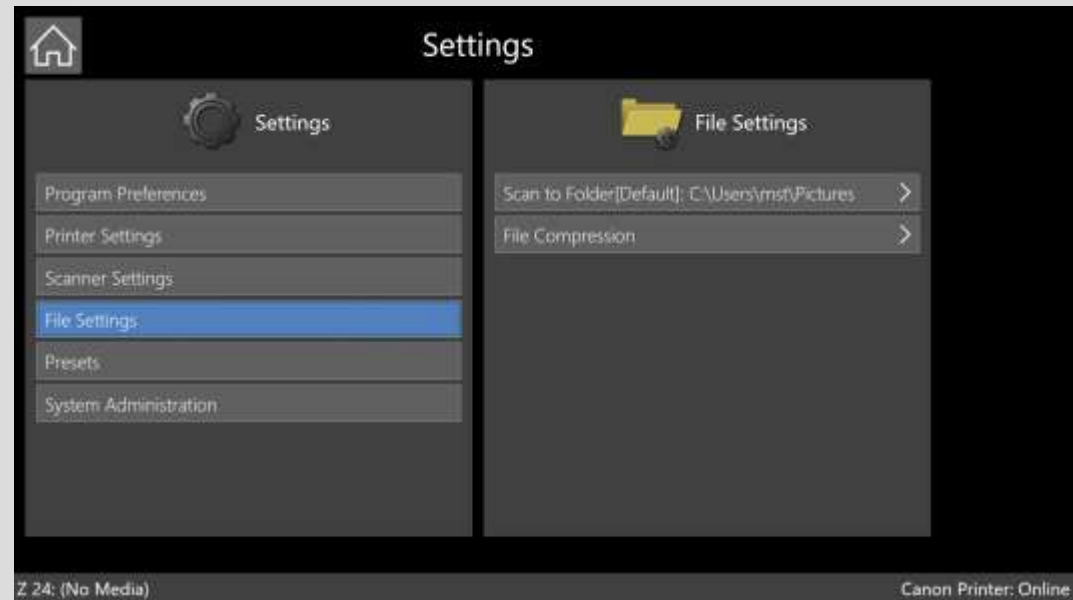 Settings
Settings
Program Preferences
Printer Settings
Scanner Settings
File Settings
Presets
System Administration
File Settings
Scan to Folder[Default]: C:\Users\mst\Pictures
File Compression
Z 24: (No Media)
Canon Printer: Online